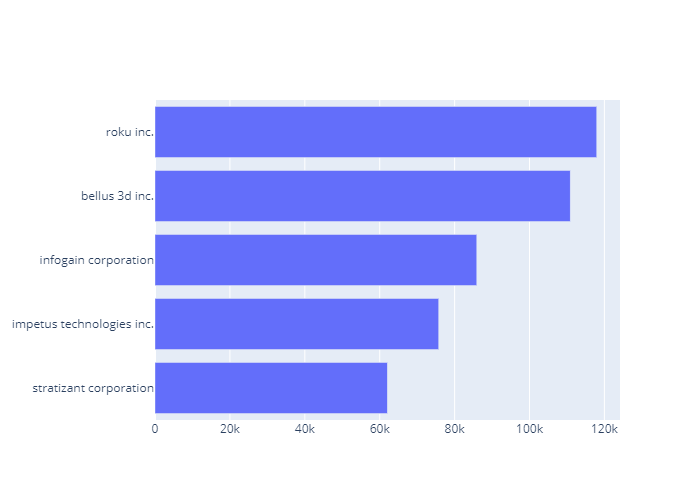 roku inc.
bellus 3d inc.
infogain corporation
impetus technologies inc.
stratizant corporation
0 20k 40k 60k 80k 100k 120k